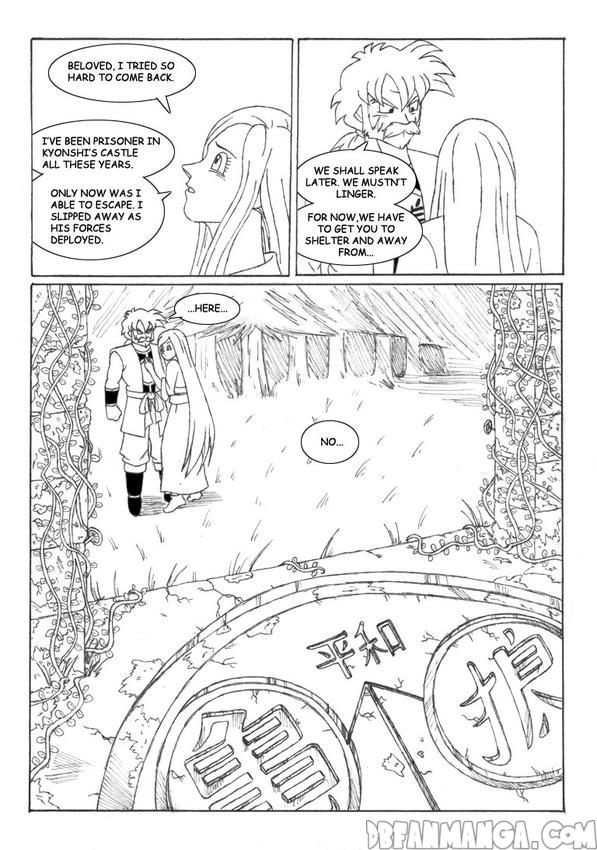 BELOVED, I TRIED SO
HARD TO COME BACK.
I'VE BEEN PRISONER IN
KYONSHI'S CASTLE
ALL THESE YEARS.
ONLY NOW WAS I
ABLE TO ESCAPE. I
SLIPPED AWAY AS
HIS FORCES
DEPLOYED.
WE SHALL SPEAK
LATER. WE MUSTN'T
LINGER.
FOR NOW,WE HAVE
TO GET YOU TO
SHELTER AND AWAY
FROM...
...HERE...
NO...
平和
狼
DBFANMANGA.COM